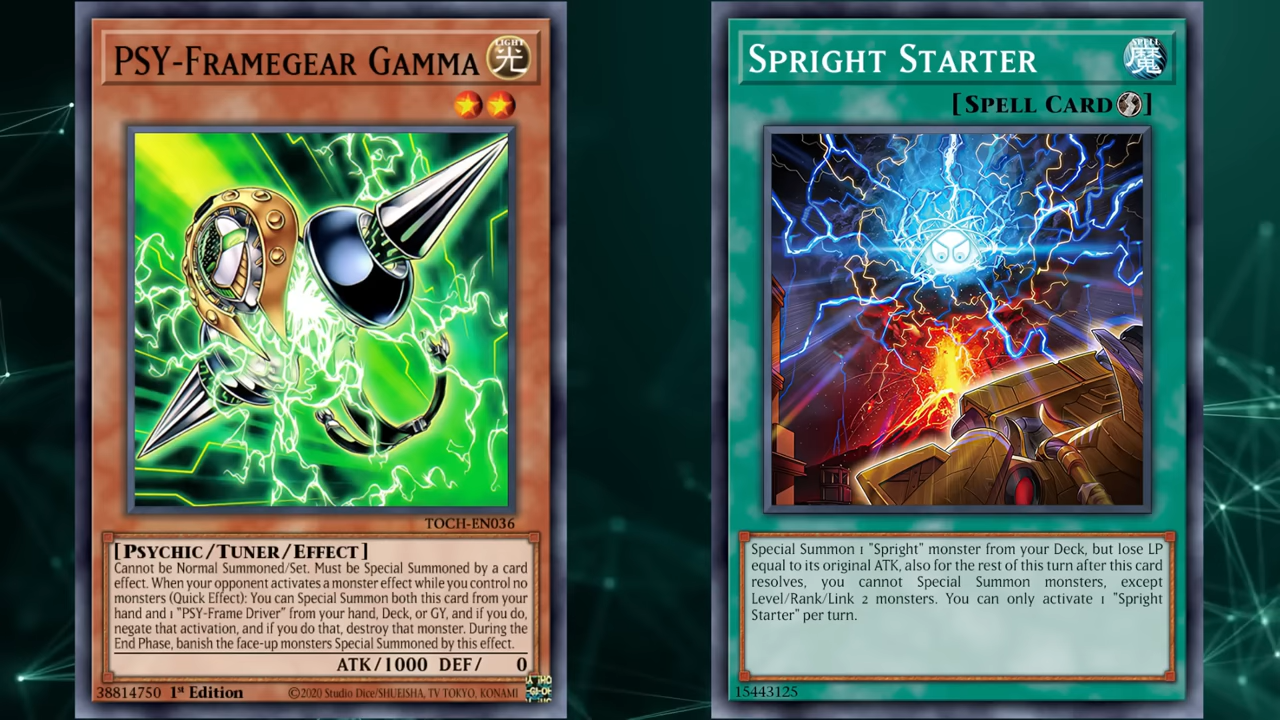 PSY-Framegear Gamma
LIGHT
光
TOCH-EN036
[Psychic/Tuner/Effect]
Cannot be Normal Summoned/Set. Must be Special Summoned by a card
effect. When your opponent activates a monster effect while you control no
monsters (Quick Effect): You can Special Summon both this card from your
hand and 1 "PSY-Frame Driver" from your hand, Deck, or GY, and if you do,
negate that activation, and if you do that, destroy that monster. During the
End Phase, banish the face-up monsters Special Summoned by this effect.
ATK/1000 DEF/ 0
38814750 1st Edition ©2020 Studio Dice/SHUEISHA, TV TOKYO, KONAMI
Spright Starter
SPELL
魔
[Spell Card]
Special Summon 1 "Spright" monster from your Deck, but lose LP
equal to its original ATK, also for the rest of this turn after this card
resolves, you cannot Special Summon monsters, except
Level/Rank/Link 2 monsters. You can only activate 1 "Spright
Starter" per turn.
15443125